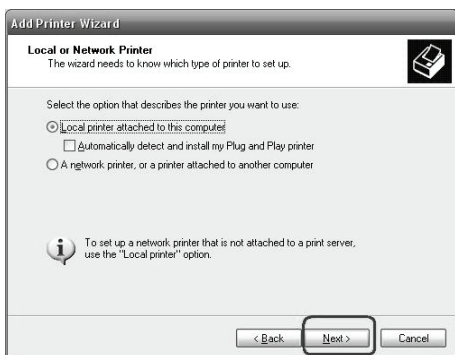 Add Printer Wizard
Local or Network Printer
The wizard needs to know which type of printer to set up.
Select the option that describes the printer you want to use:
Local printer attached to this computer
Automatically detect and install my Plug and Play printer
A network printer, or a printer attached to another computer
To set up a network printer that is not attached to a print server,
use the "Local printer" option.
< Back
Next >
Cancel